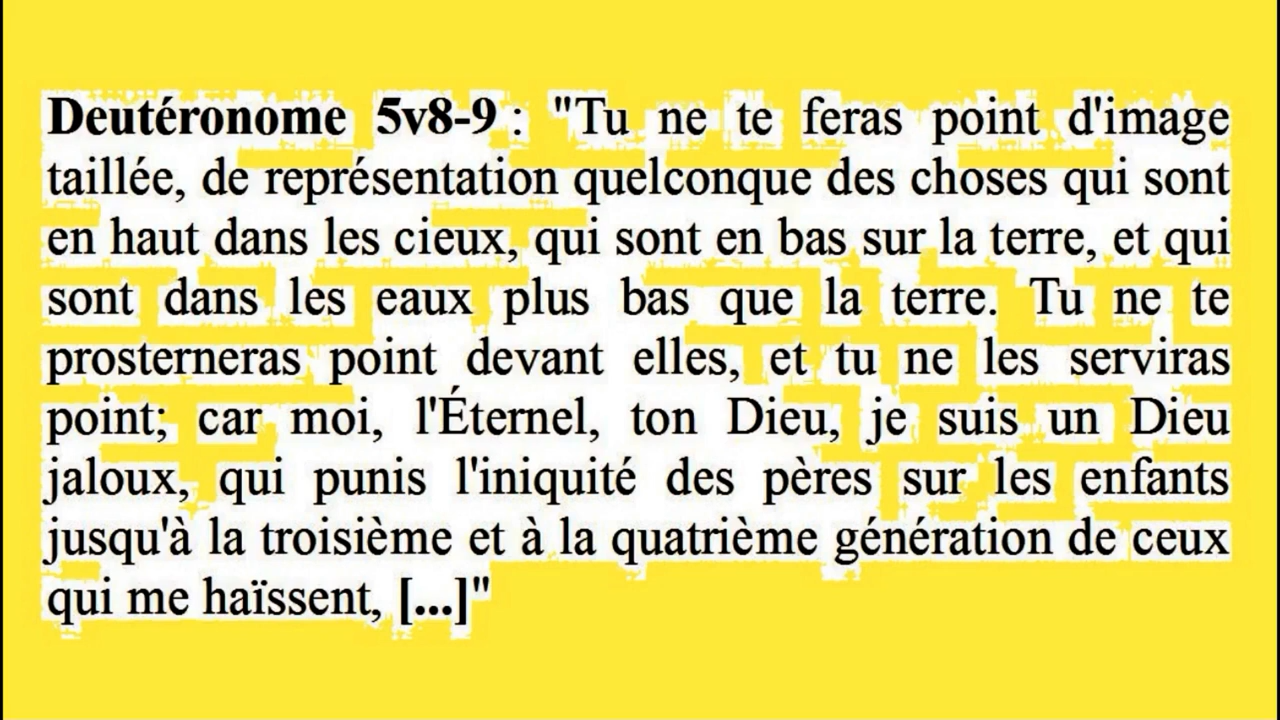 Deutéronome 5v8-9 : "Tu ne te feras point d'image
taillée, de représentation quelconque des choses qui sont
en haut dans les cieux, qui sont en bas sur la terre, et qui
sont dans les eaux plus bas que la terre. Tu ne te
prosterneras point devant elles, et tu ne les serviras
point; car moi, l'Éternel, ton Dieu, je suis un Dieu
jaloux, qui punis l'iniquité des pères sur les enfants
jusqu'à la troisième et à la quatrième génération de ceux
qui me haïssent, [...]"